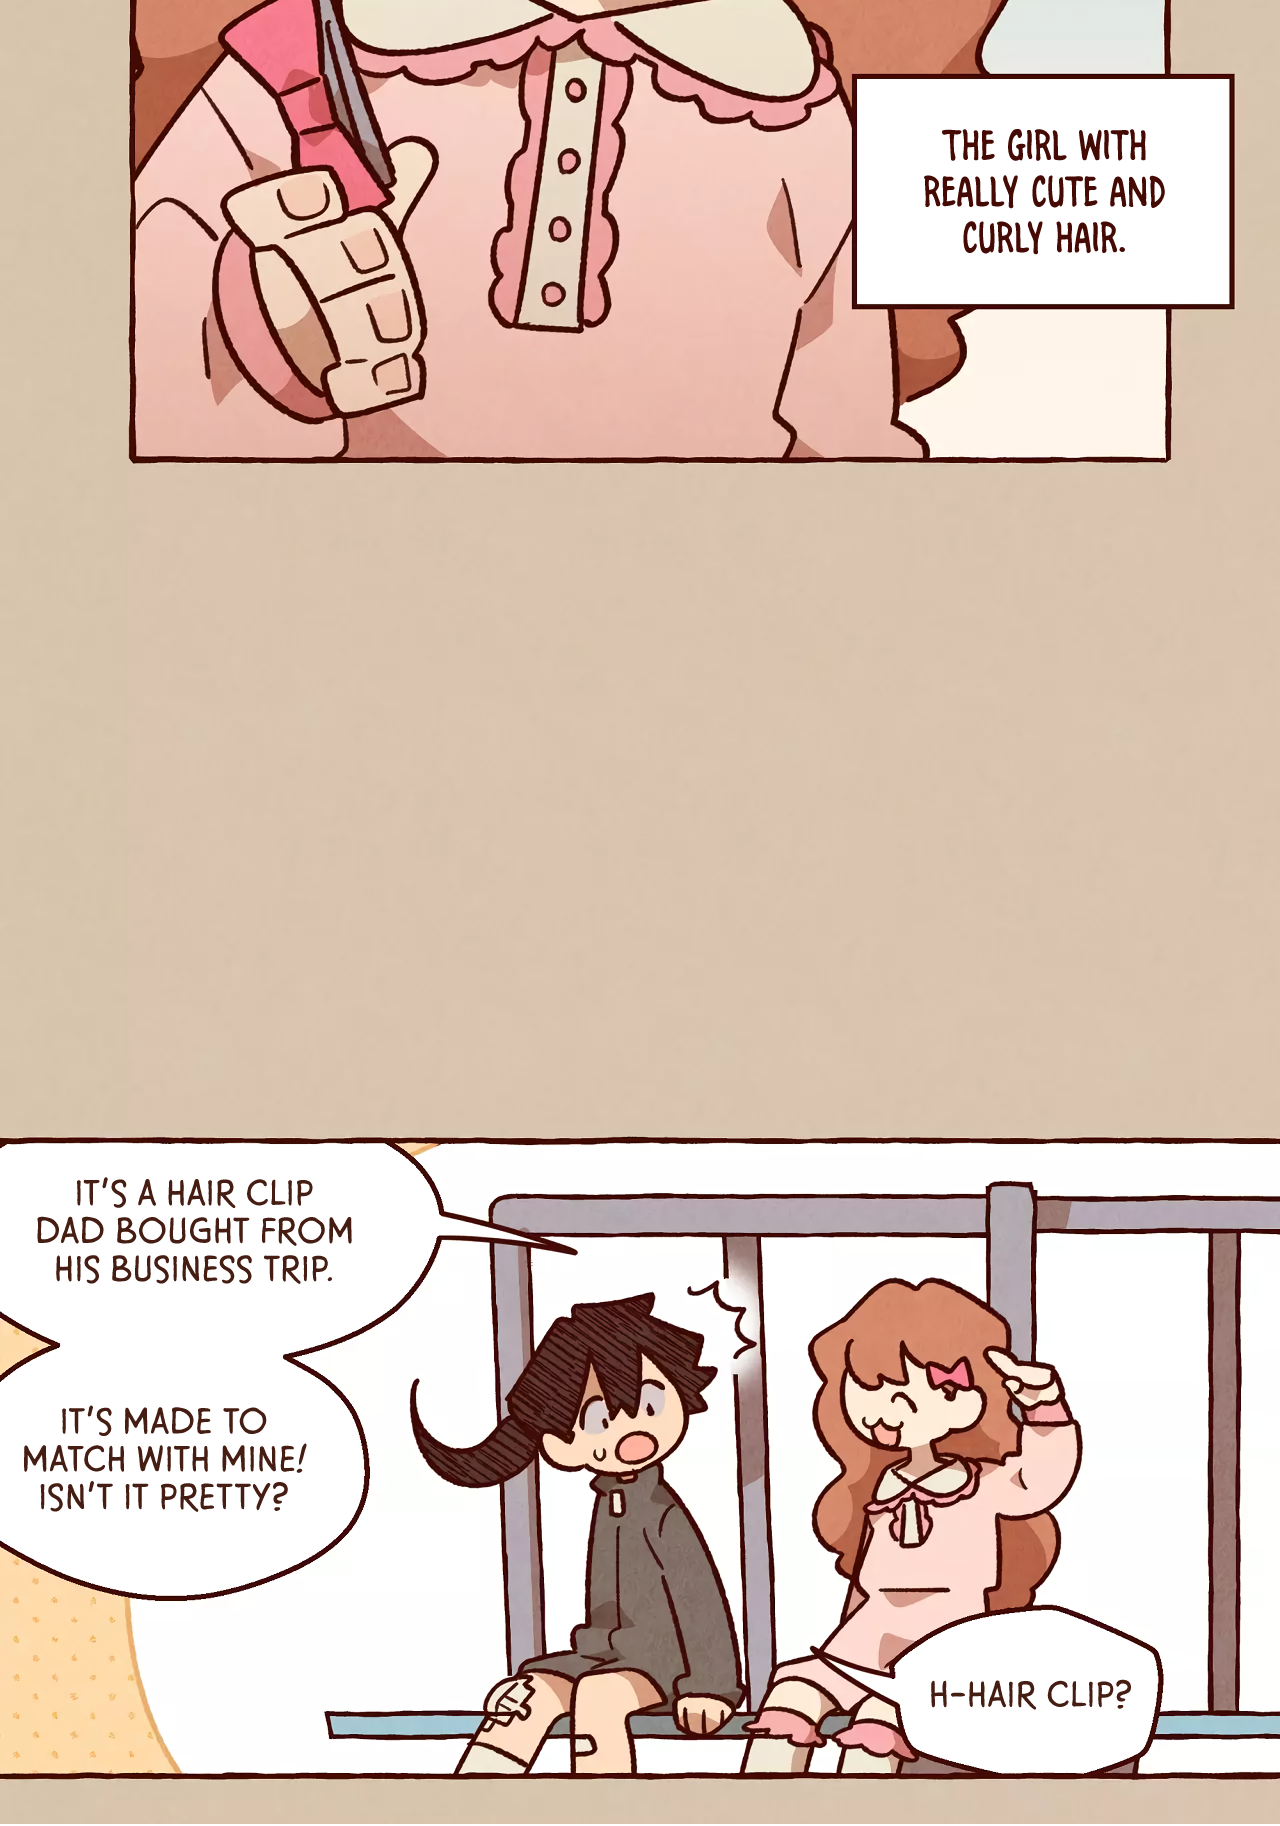 THE GIRL WITH
REALLY CUTE AND
CURLY HAIR.
IT'S A HAIR CLIP
DAD BOUGHT FROM
HIS BUSINESS TRIP.
IT'S MADE TO
MATCH WITH MINE!
ISN'T IT PRETTY?
H-HAIR CLIP?